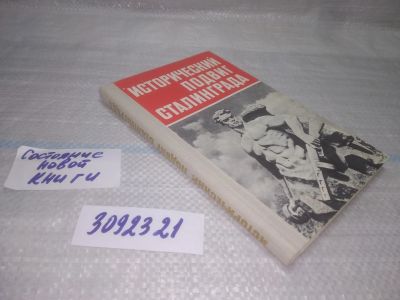 ИСТОРИЧЕСКИЙ
ПОДВИГ
СТАЛИНГРАДА
Состояние
новой
книги
3092321